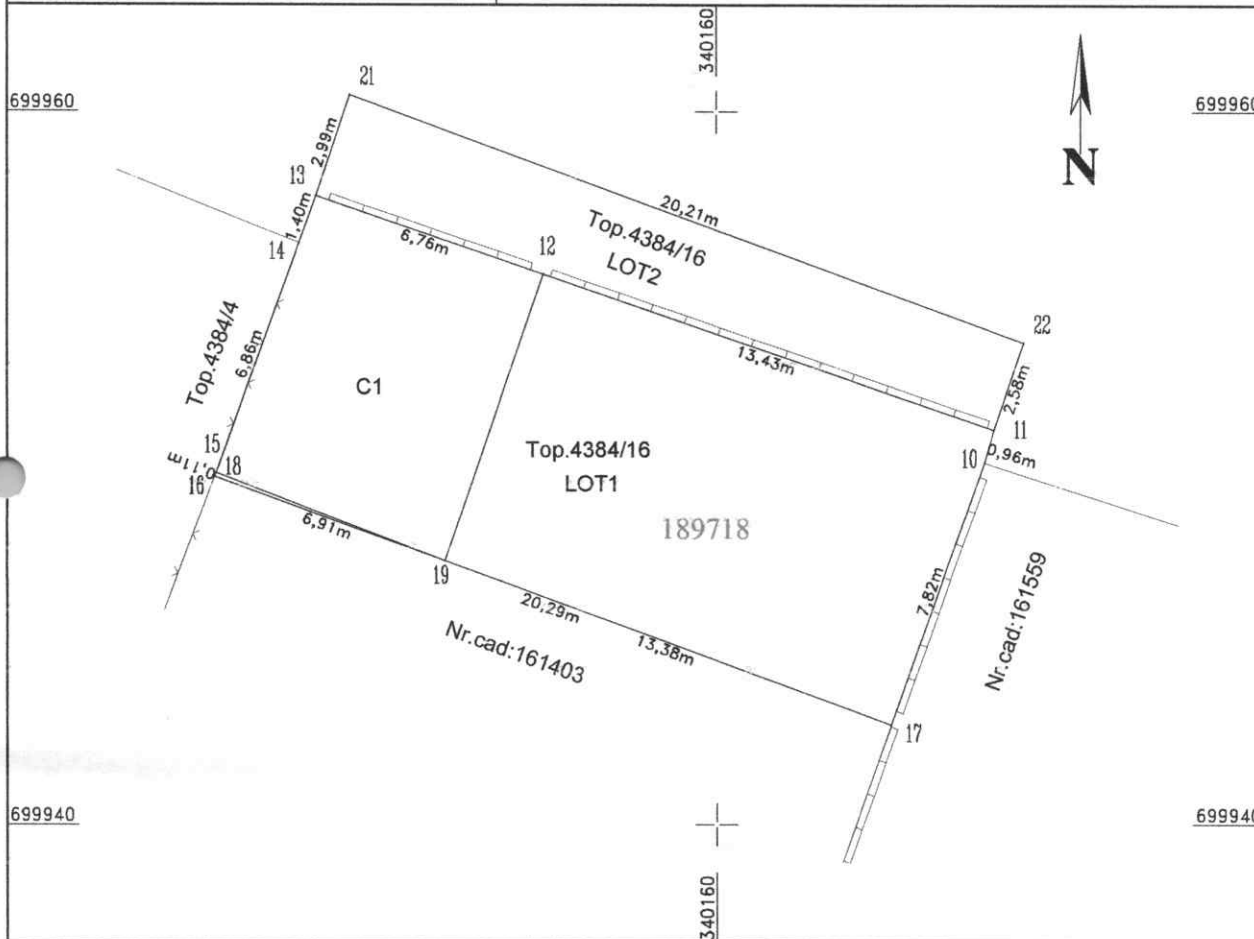 340160
21
699960
699960
2,99m
N
13
20,21m
Top.4384/16
LOT2
1,40m
6,76m
12
14
22
13,43m
Top.4384/4
6,86m
2,58m
C1
11
15
18
Top.4384/16
LOT1
10
0,96m
0,11m
16
6,91m
189718
19
7,82m
20,29m
13,38m
Nr.cad:161403
Nr.cad:161559
17
699940
699940
340160